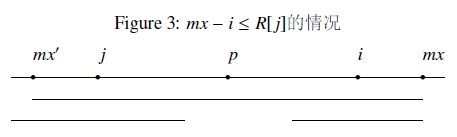 Figure 3: mx − i ≤ R[j]的情况
mx′ j p i mx